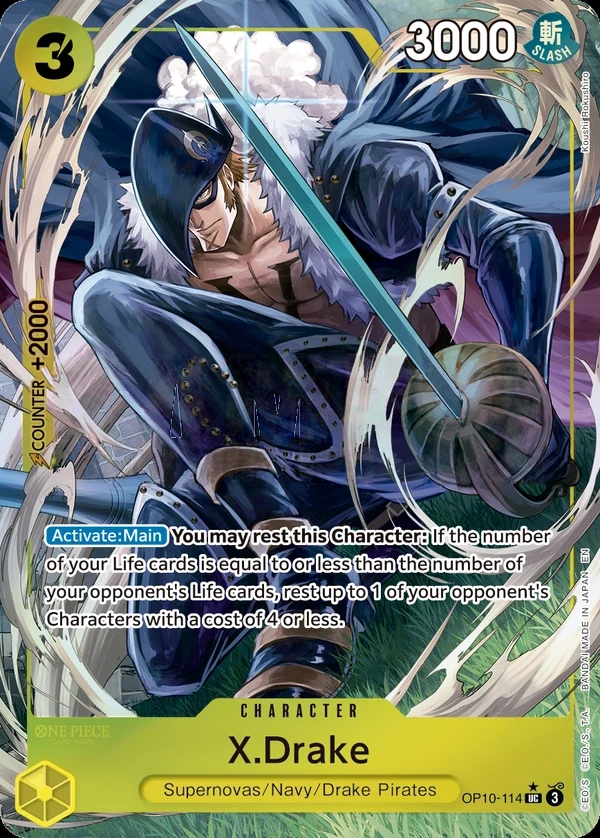 3
3000
斬
SLASH
Koushi Rokushiro
COUNTER +2000
Activate:Main You may rest this Character: If the number
of your Life cards is equal to or less than the number of
your opponent's Life cards, rest up to 1 of your opponent's
Characters with a cost of 4 or less.
CHARACTER
ONE PIECE
CARD GAME
X.Drake
Supernovas/Navy/Drake Pirates
OP10-114 UC 3
©E.O/S ©E.O./S., T.A. BANDAI MADE IN JAPAN EN